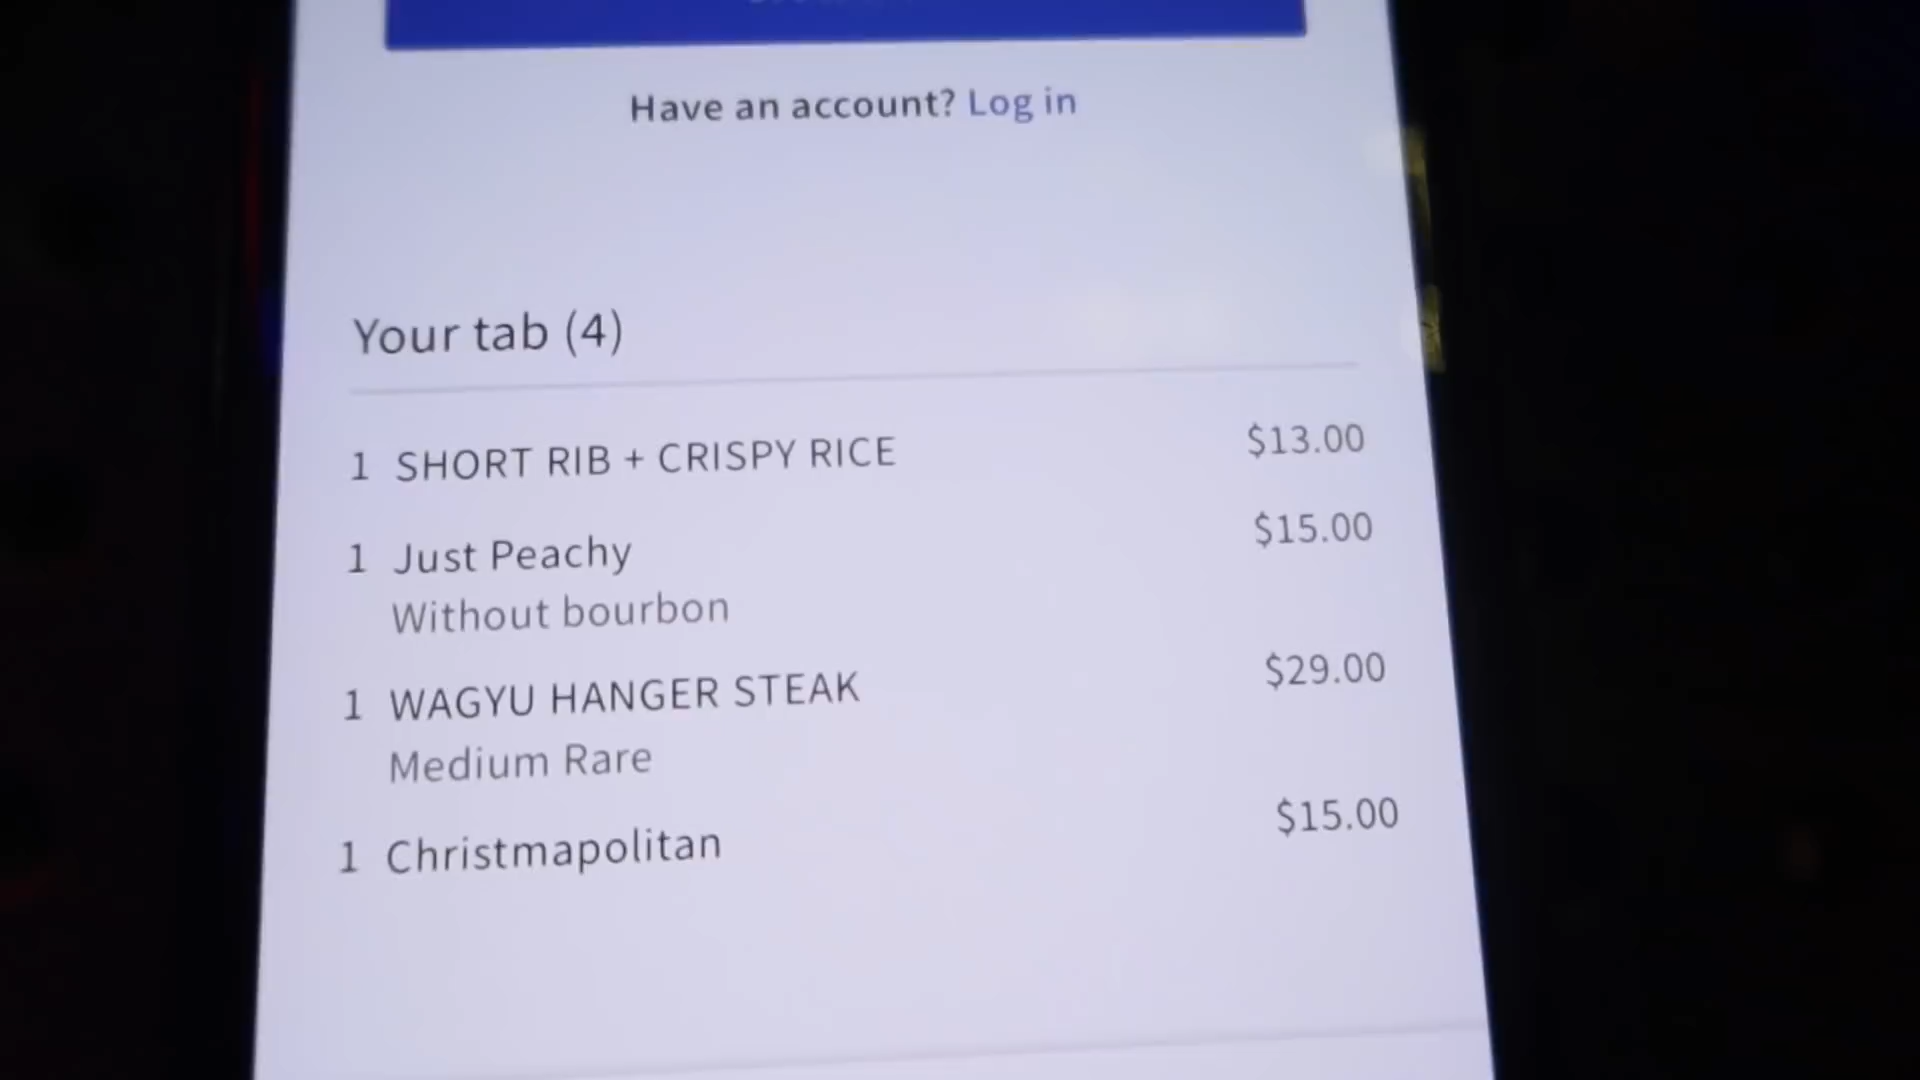 Have an account? Log in
Your tab (4)
1 SHORT RIB + CRISPY RICE $13.00
1 Just Peachy $15.00
Without bourbon
1 WAGYU HANGER STEAK $29.00
Medium Rare
1 Christmapolitan $15.00